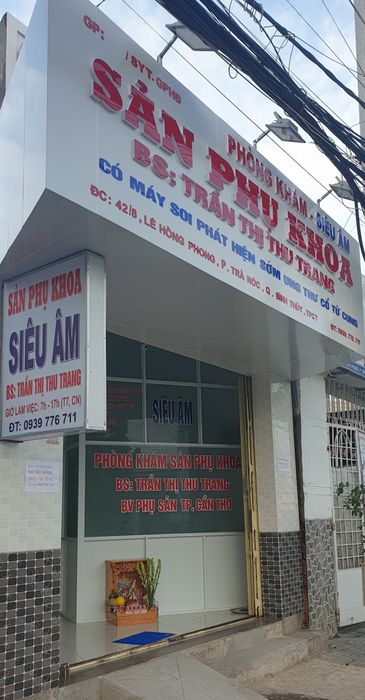 GP: / SYT. GPHĐ
PHÒNG KHÁM - SIÊU ÂM
SẢN PHỤ KHOA
BS: TRẦN THỊ THU TRANG
CÓ MÁY SOI PHÁT HIỆN SỚM UNG THƯ CỔ TỬ CUNG
ĐC: 42/8, LÊ HỒNG PHONG, P. TRÀ NÓC, Q. BÌNH THỦY, TPCT
SẢN PHỤ KHOA
SIÊU ÂM
BS: TRẦN THỊ THU TRANG
GIỜ LÀM VIỆC: 7h - 17h (T7, CN)
ĐT: 0939 776 711
SIÊU ÂM
PHÒNG KHÁM SẢN PHỤ KHOA
BS: TRẦN THỊ THU TRANG
BV PHỤ SẢN TP. CẦN THƠ